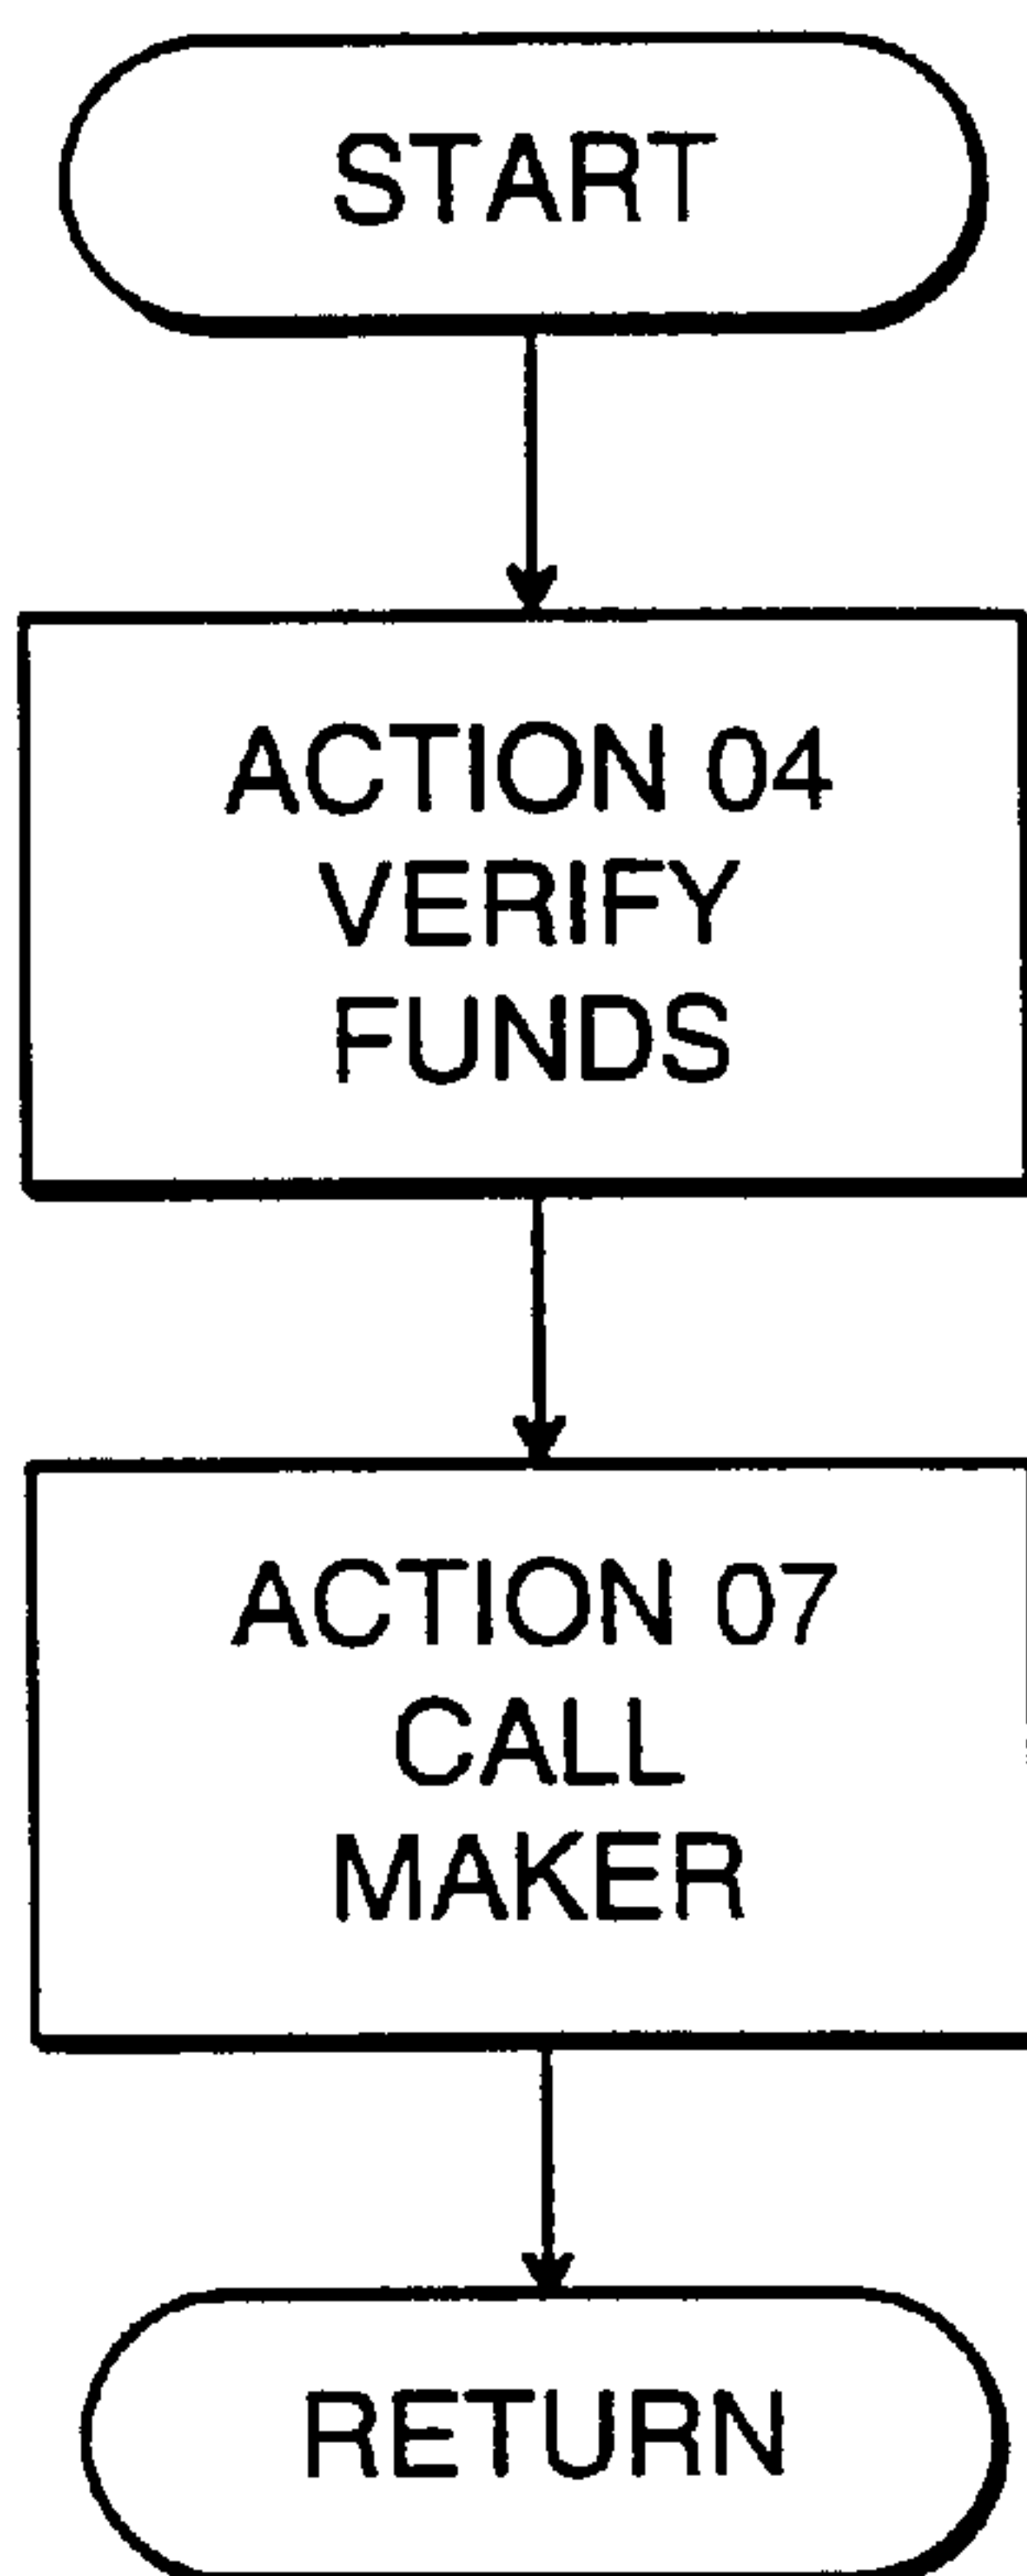 START
ACTION 04
VERIFY
FUNDS
ACTION 07
CALL
MAKER
RETURN